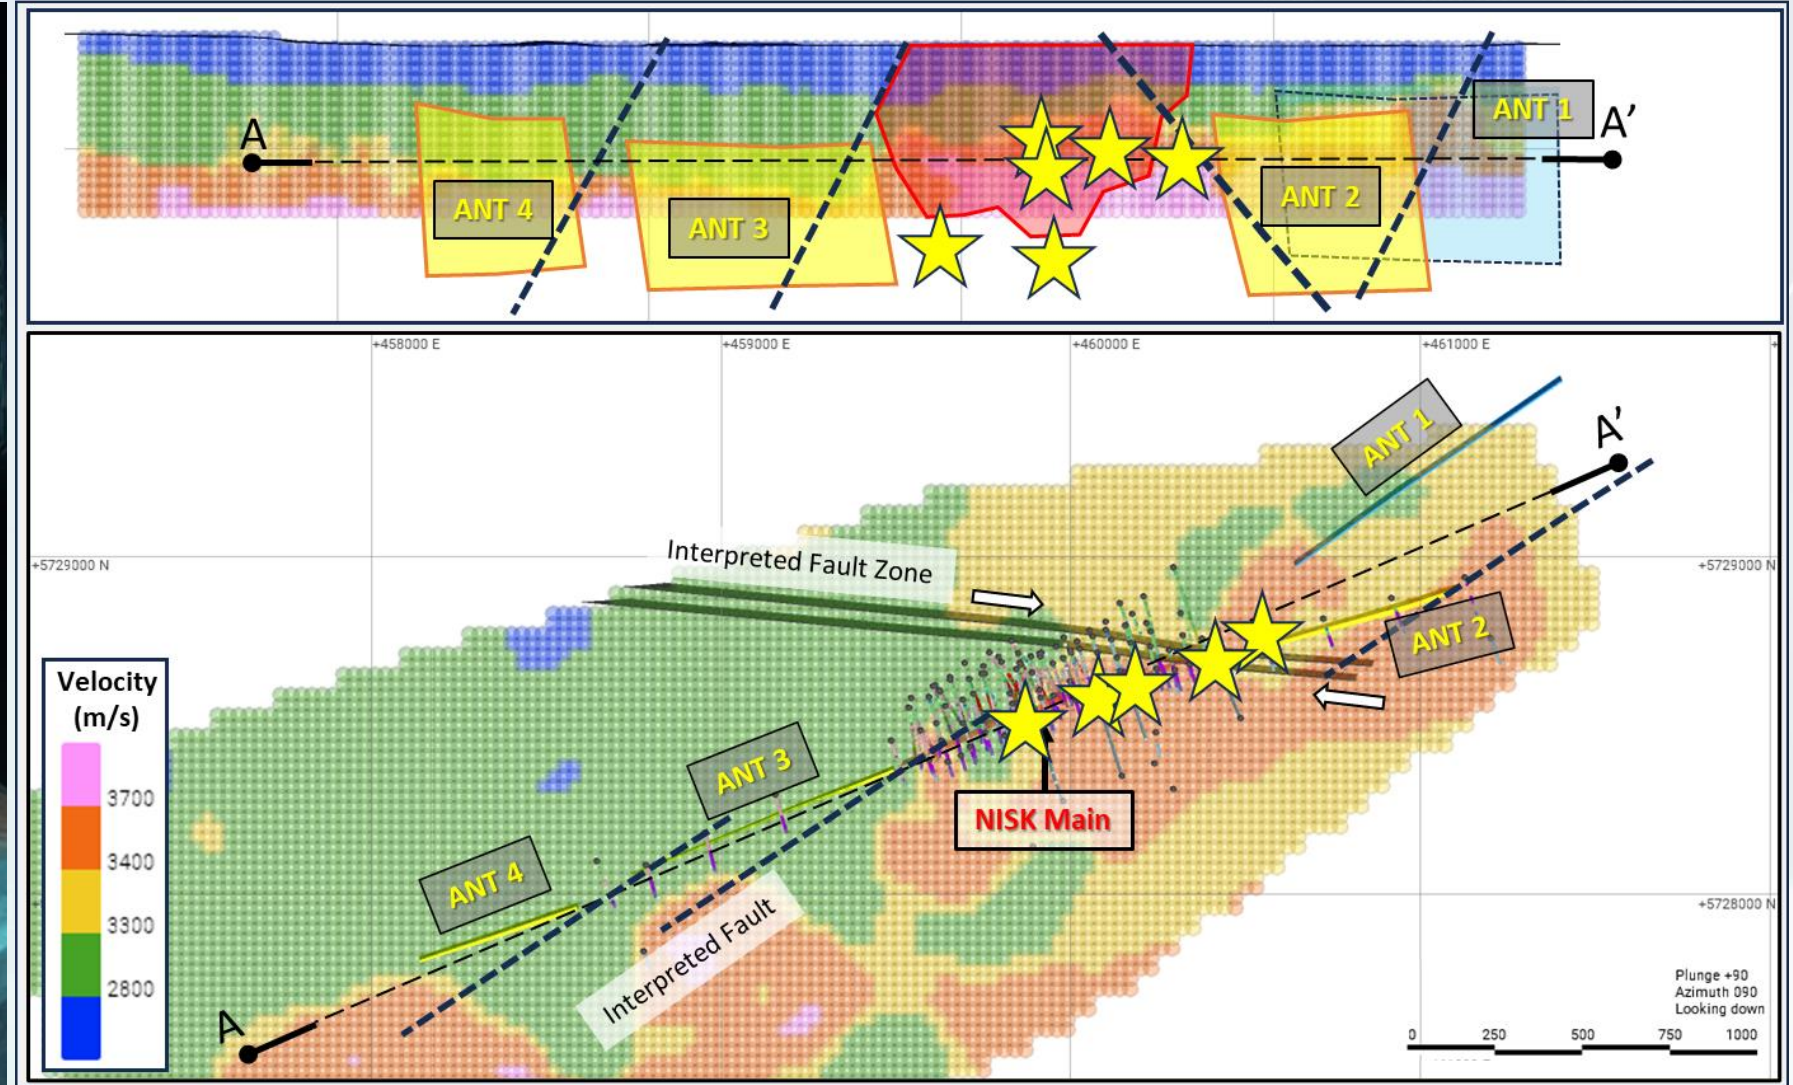 ANT 1
A
A'
ANT 4
ANT 3
ANT 2
+458000 E
+459000 E
+460000 E
+461000 E
ANT 1
A'
Interpreted Fault Zone
+5729000 N
+5729000 N
ANT 2
Velocity
(m/s)
3700
3400
3300
2800
ANT 3
NISK Main
ANT 4
Interpreted Fault
+5728000 N
A
Plunge +90
Azimuth 090
Looking down
0 250 500 750 1000